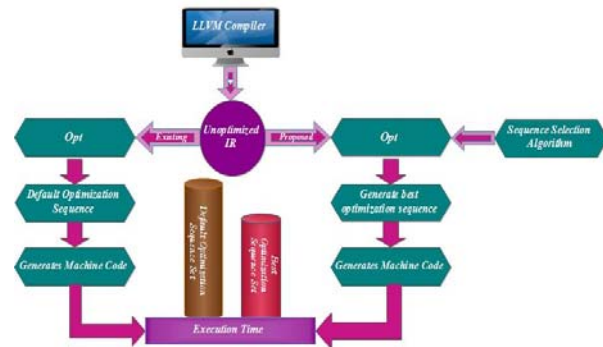 LLVM Compiler
Opt
Existing
Unoptimized
IR
Proposed
Opt
Sequence Selection
Algorithm
Default Optimization
Sequence
Generate best
optimization sequence
Default Optimization
Sequence Set
Best
Optimization
Sequence Set
Generates Machine Code
Generates Machine Code
Execution Time